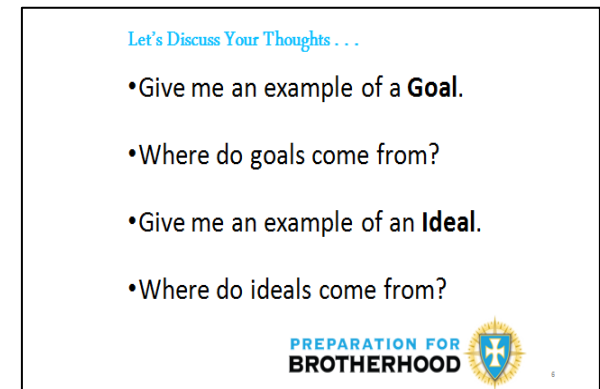 Let's Discuss Your Thoughts . . .
•Give me an example of a Goal.
•Where do goals come from?
•Give me an example of an Ideal.
•Where do ideals come from?
PREPARATION FOR
BROTHERHOOD
6